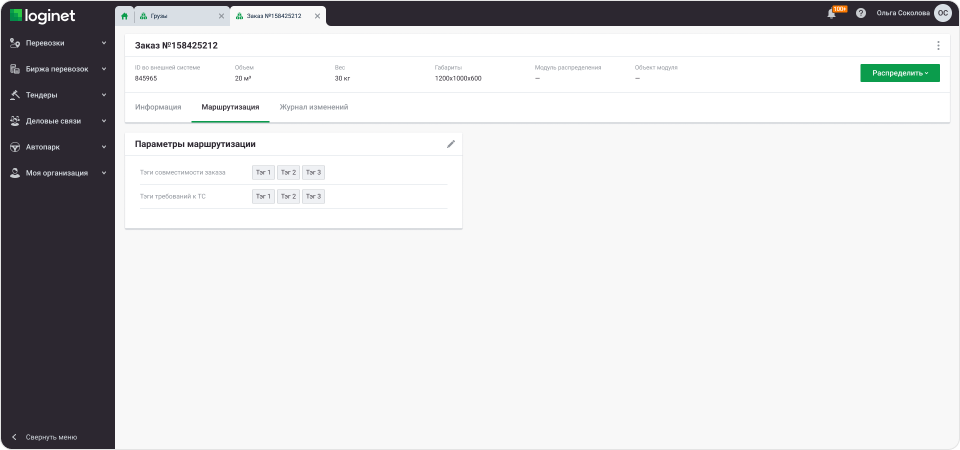 loginet
Грузы
Заказ №158425212
100+
Ольга Соколова
ОС
Перевозки
Биржа перевозок
Тендеры
Деловые связи
Автопарк
Моя организация
Свернуть меню
Заказ №158425212
ID во внешней системе Объем Вес Габариты Модуль распределения Объект модуля
845965 20 м³ 30 кг 1200x1000x600 — —
Распределить
Информация Маршрутизация Журнал изменений
Параметры маршрутизации
Тэги совместимости заказа Тэг 1 Тэг 2 Тэг 3
Тэги требований к ТС Тэг 1 Тэг 2 Тэг 3